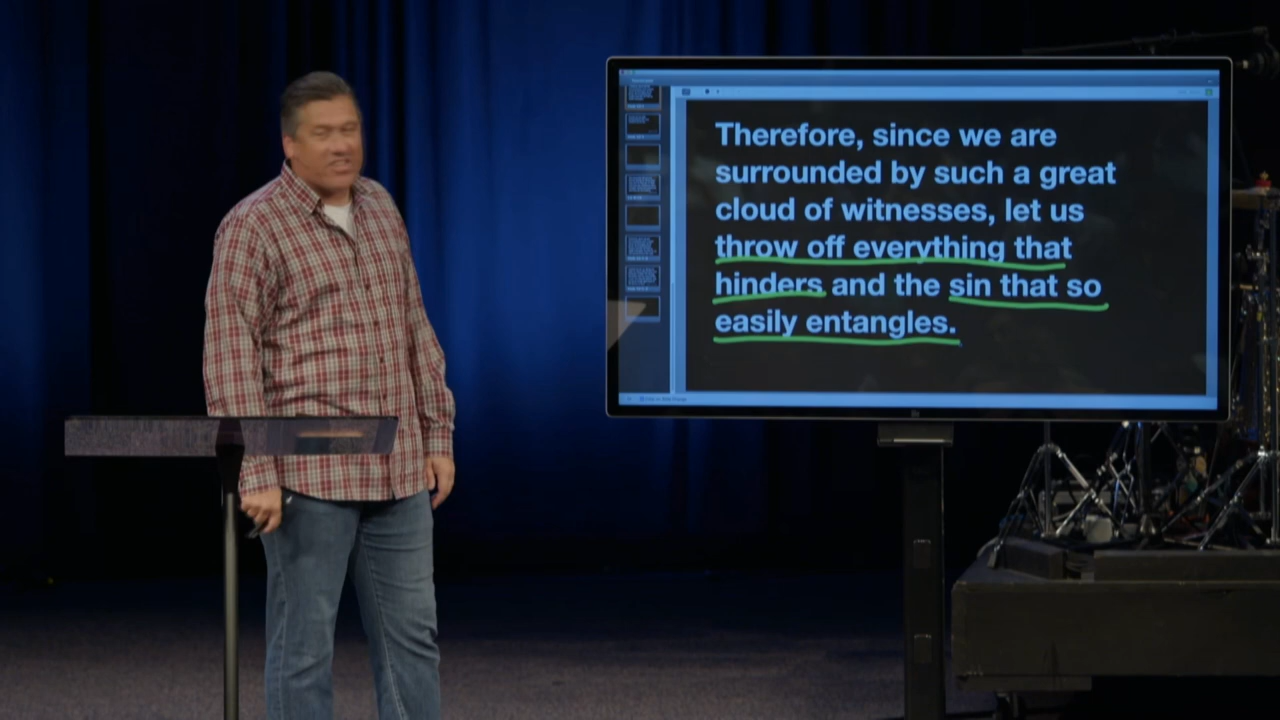 Therefore, since we are
surrounded by such a great
cloud of witnesses, let us
throw off everything that
hinders and the sin that so
easily entangles.